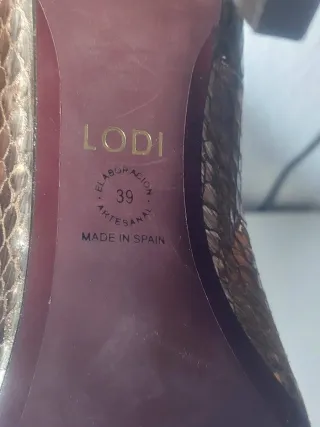 LODI
ELABORACION
39
ARTESANAL
MADE IN SPAIN